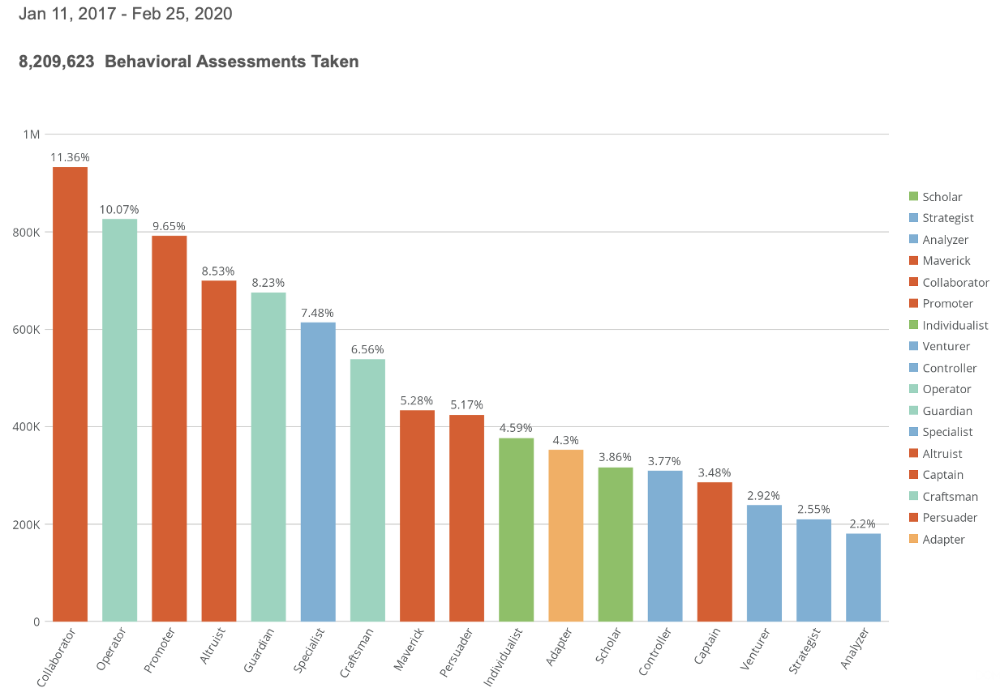 Jan 11, 2017 - Feb 25, 2020
8,209,623 Behavioral Assessments Taken
1M
800K
600K
400K
200K
0
11.36%
10.07%
9.65%
8.53%
8.23%
7.48%
6.56%
5.28%
5.17%
4.59%
4.3%
3.86%
3.77%
3.48%
2.92%
2.55%
2.2%
Collaborator
Operator
Promoter
Altruist
Guardian
Specialist
Craftsman
Maverick
Persuader
Individualist
Adapter
Scholar
Controller
Captain
Venturer
Strategist
Analyzer
Scholar
Strategist
Analyzer
Maverick
Collaborator
Promoter
Individualist
Venturer
Controller
Operator
Guardian
Specialist
Altruist
Captain
Craftsman
Persuader
Adapter